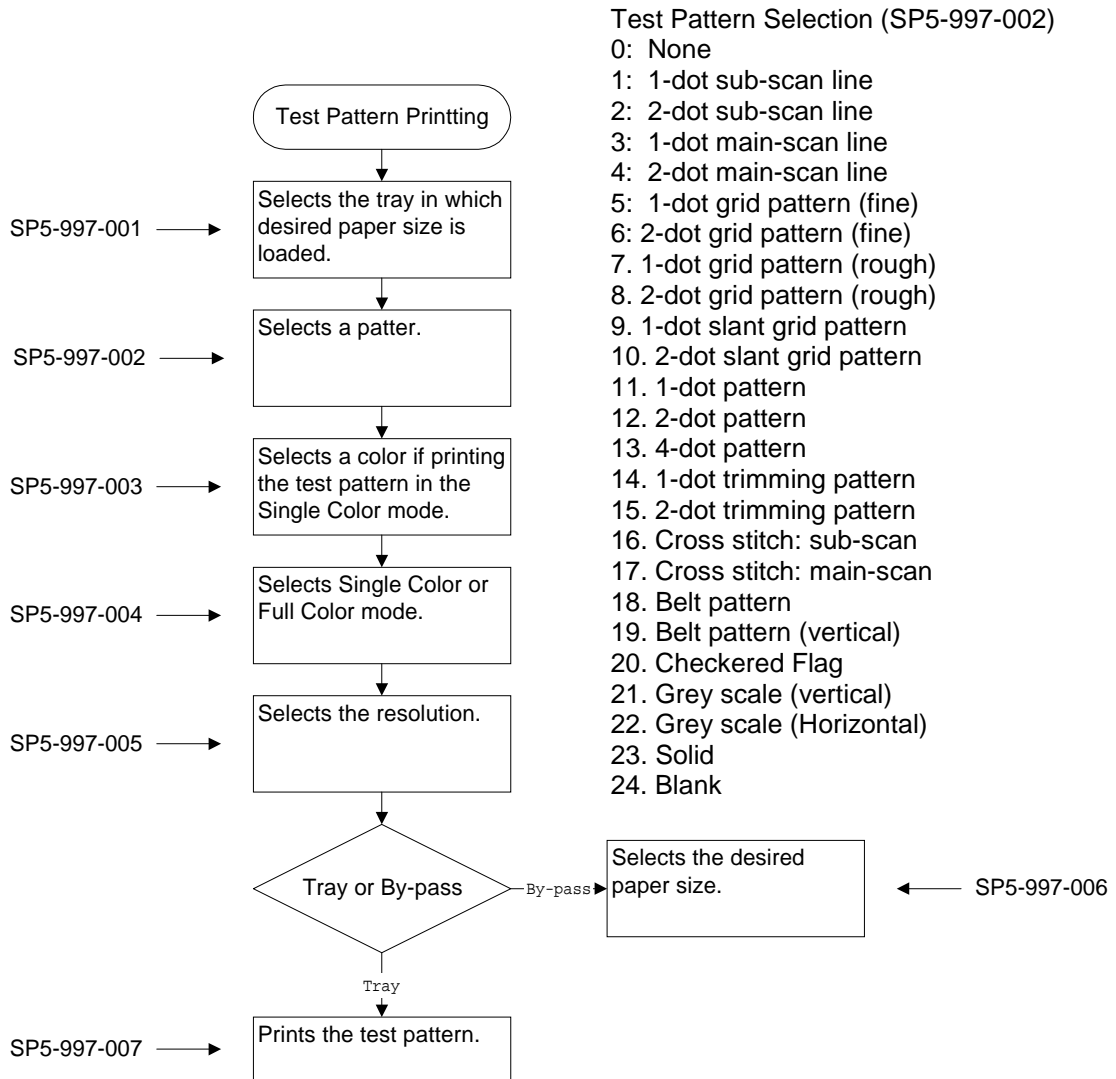 Test Pattern Printting
SP5-997-001
Selects the tray in which
desired paper size is
loaded.
SP5-997-002
Selects a patter.
SP5-997-003
Selects a color if printing
the test pattern in the
Single Color mode.
SP5-997-004
Selects Single Color or
Full Color mode.
SP5-997-005
Selects the resolution.
Tray or By-pass
By-pass
Selects the desired
paper size.
SP5-997-006
Tray
SP5-997-007
Prints the test pattern.
Test Pattern Selection (SP5-997-002)
0: None
1: 1-dot sub-scan line
2: 2-dot sub-scan line
3: 1-dot main-scan line
4: 2-dot main-scan line
5: 1-dot grid pattern (fine)
6: 2-dot grid pattern (fine)
7. 1-dot grid pattern (rough)
8. 2-dot grid pattern (rough)
9. 1-dot slant grid pattern
10. 2-dot slant grid pattern
11. 1-dot pattern
12. 2-dot pattern
13. 4-dot pattern
14. 1-dot trimming pattern
15. 2-dot trimming pattern
16. Cross stitch: sub-scan
17. Cross stitch: main-scan
18. Belt pattern
19. Belt pattern (vertical)
20. Checkered Flag
21. Grey scale (vertical)
22. Grey scale (Horizontal)
23. Solid
24. Blank